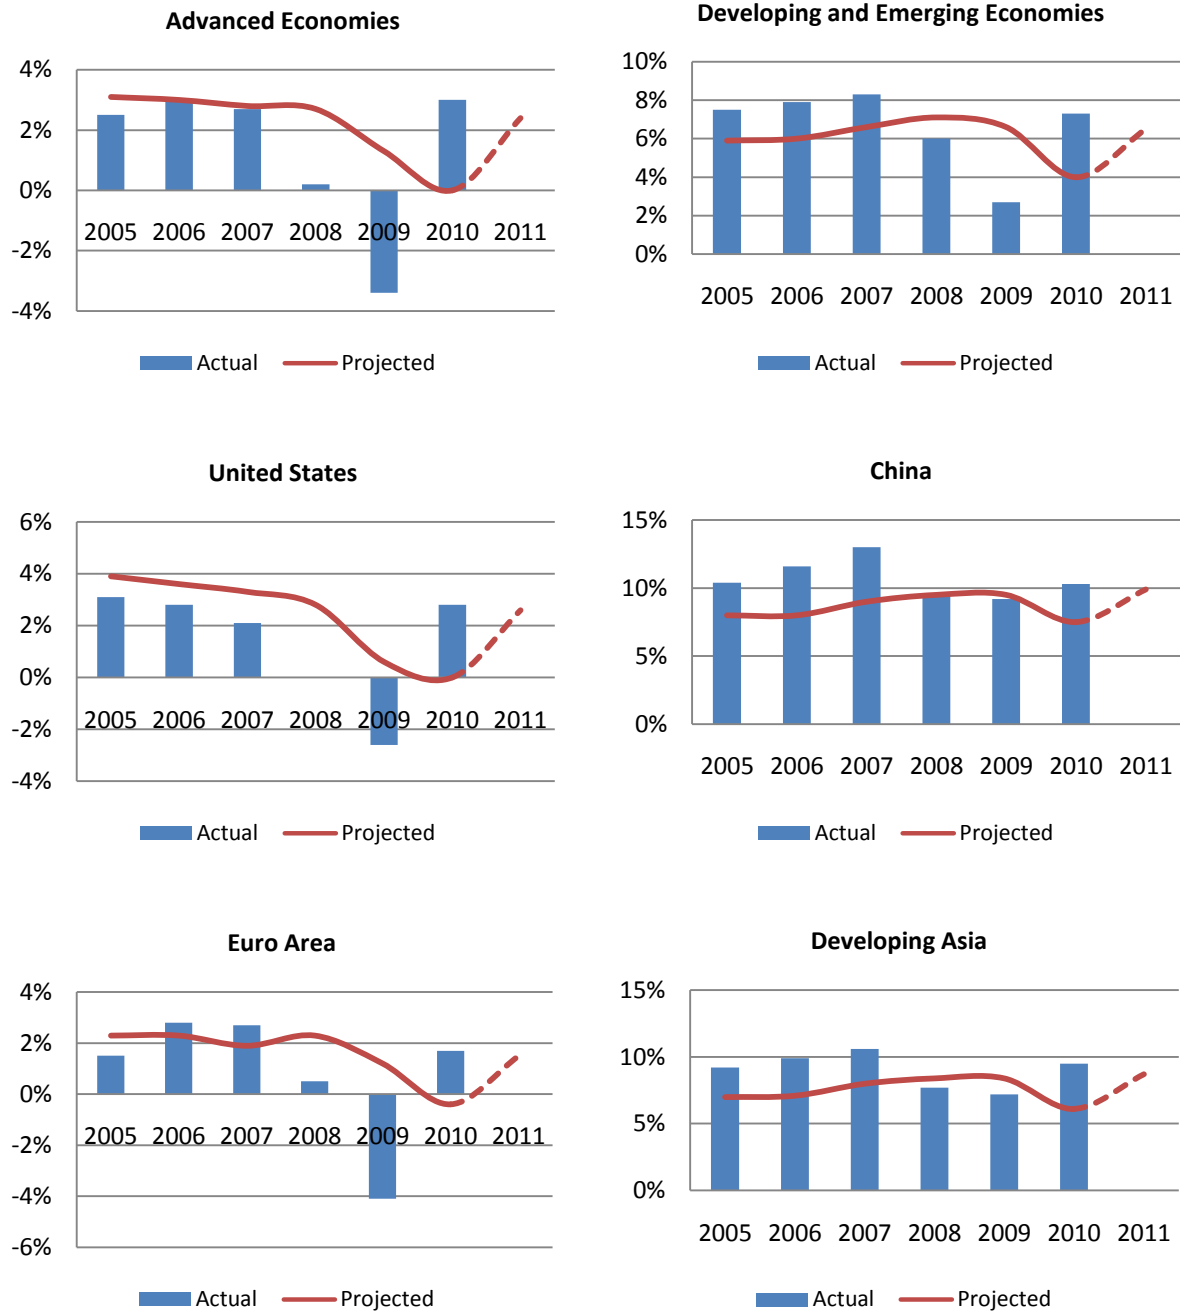 Advanced Economies
4%
2%
0%
-2%
-4%
2005 2006 2007 2008 2009 2010 2011
Actual Projected
Developing and Emerging Economies
10%
8%
6%
4%
2%
0%
2005 2006 2007 2008 2009 2010 2011
Actual Projected
United States
6%
4%
2%
0%
-2%
-4%
2005 2006 2007 2008 2009 2010 2011
Actual Projected
China
15%
10%
5%
0%
2005 2006 2007 2008 2009 2010 2011
Actual Projected
Euro Area
4%
2%
0%
-2%
-4%
-6%
2005 2006 2007 2008 2009 2010 2011
Actual Projected
Developing Asia
15%
10%
5%
0%
2005 2006 2007 2008 2009 2010 2011
Actual Projected